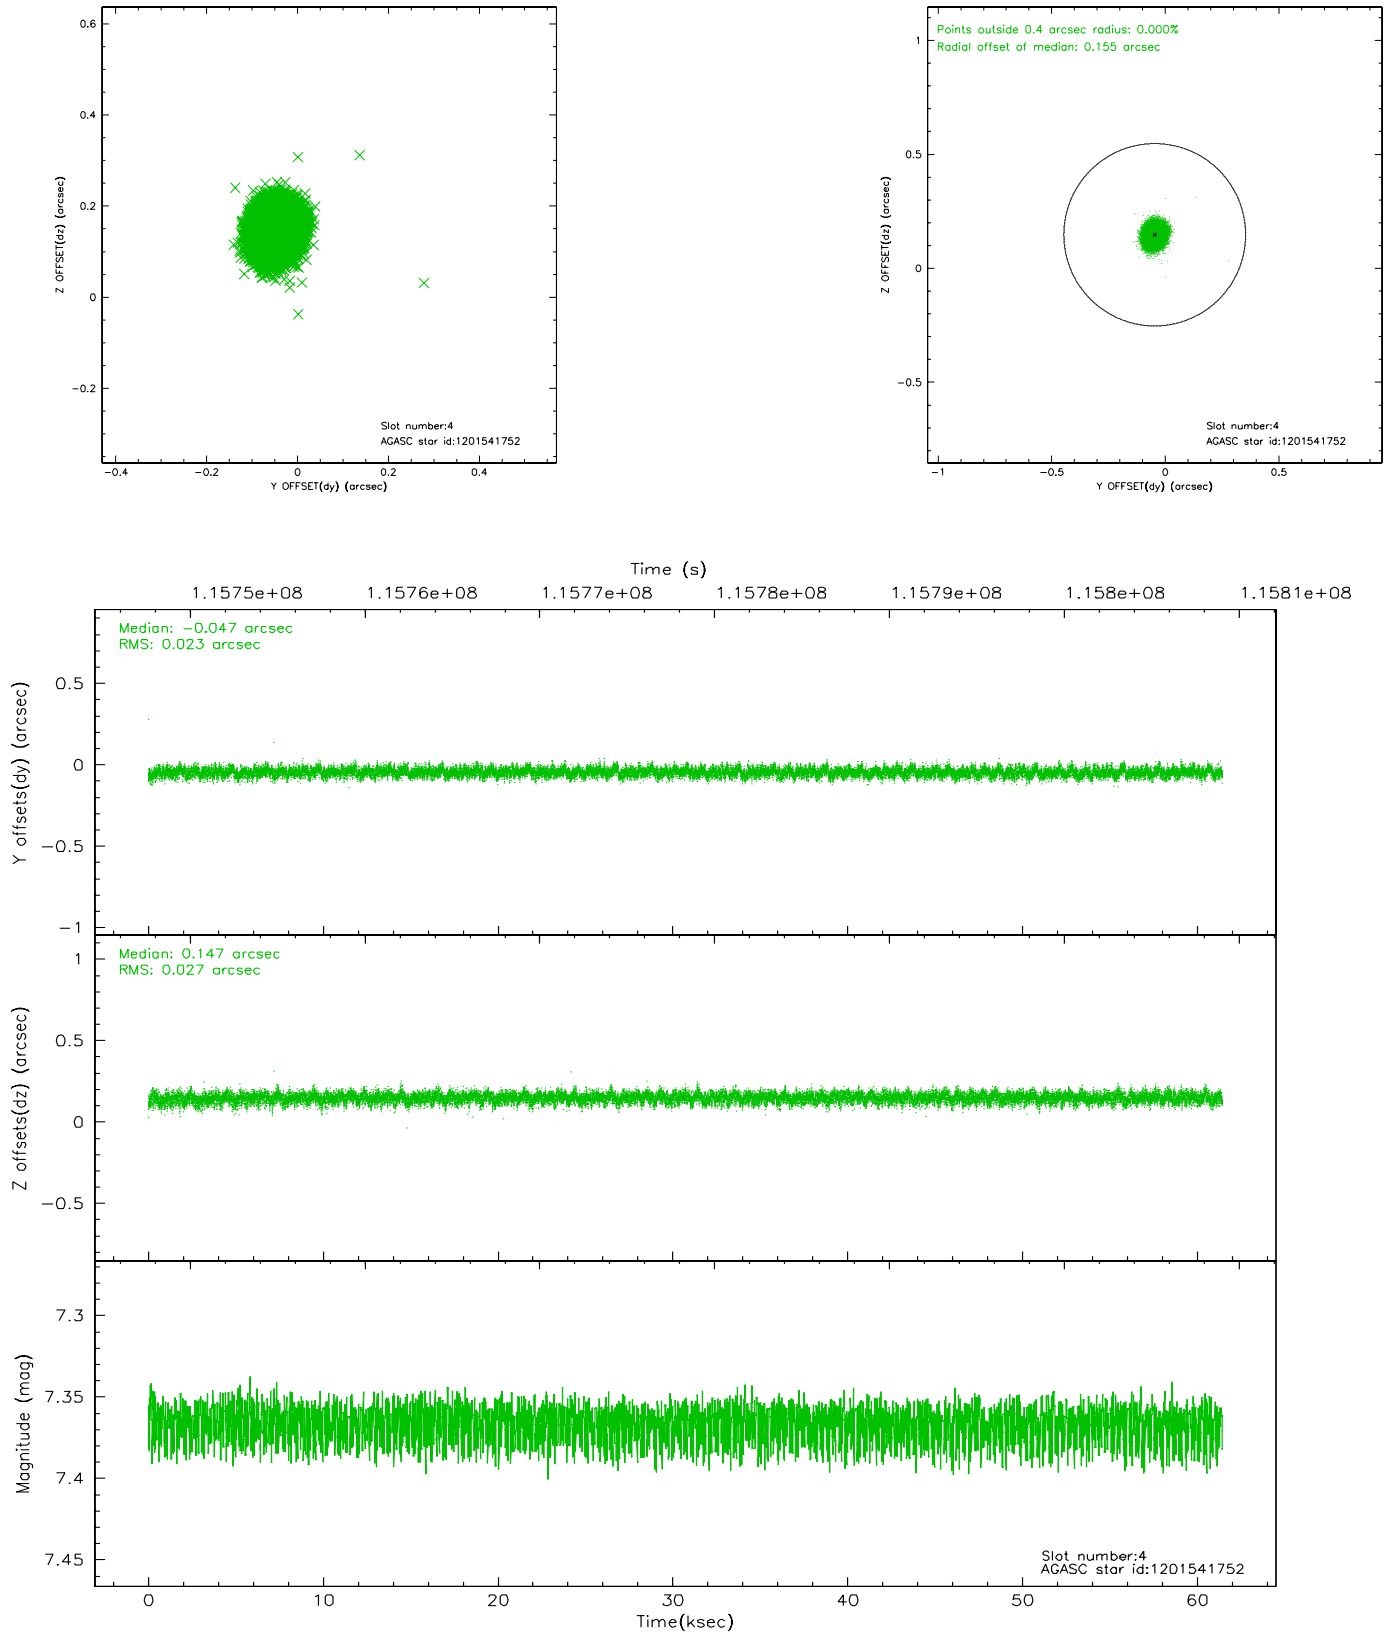 0.6
0.4
0.2
0
−0.2
Z OFFSET(dz) (arcsec)
Slot number:4
AGASC star id:1201541752
−0.4 −0.2 0 0.2 0.4
Y OFFSET(dy) (arcsec)
Points outside 0.4 arcsec radius: 0.000%
Radial offset of median: 0.155 arcsec
1
0.5
0
−0.5
Z OFFSET(dz) (arcsec)
Slot number:4
AGASC star id:1201541752
−1 −0.5 0 0.5
Y OFFSET(dy) (arcsec)
Time (s)
1.1575e+08 1.1576e+08 1.1577e+08 1.1578e+08 1.1579e+08 1.158e+08 1.1581e+08
Median: −0.047 arcsec
RMS: 0.023 arcsec
0.5
0
−0.5
−1
Y offsets(dy) (arcsec)
Median: 0.147 arcsec
RMS: 0.027 arcsec
1
0.5
0
−0.5
Z offsets(dz) (arcsec)
7.3
7.35
7.4
7.45
Magnitude (mag)
Slot number:4
AGASC star id:1201541752
0 10 20 30 40 50 60
Time(ksec)